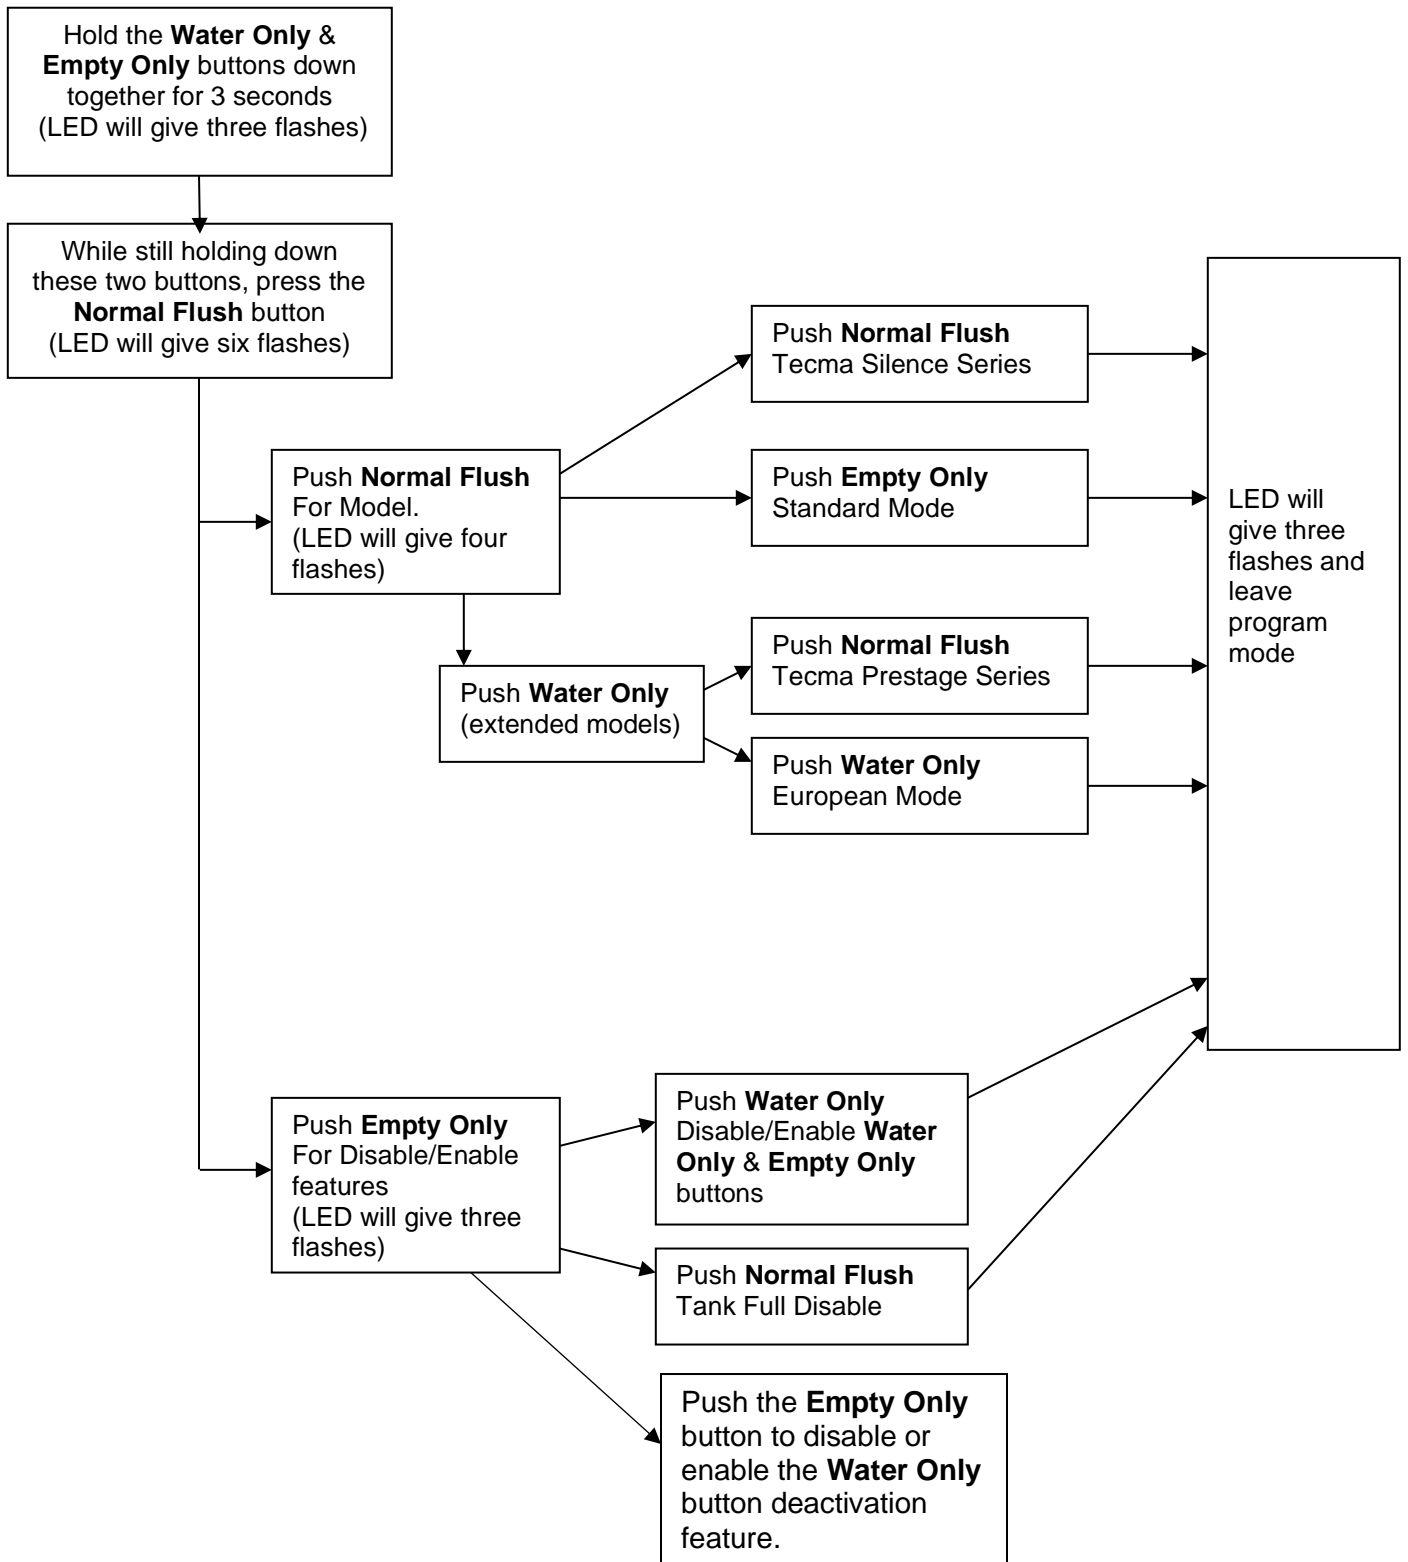 Hold the Water Only &
Empty Only buttons down
together for 3 seconds
(LED will give three flashes)
While still holding down
these two buttons, press the
Normal Flush button
(LED will give six flashes)
Push Normal Flush
For Model.
(LED will give four
flashes)
Push Normal Flush
Tecma Silence Series
Push Empty Only
Standard Mode
Push Water Only
(extended models)
Push Normal Flush
Tecma Prestage Series
Push Water Only
European Mode
LED will
give three
flashes and
leave
program
mode
Push Empty Only
For Disable/Enable
features
(LED will give three
flashes)
Push Water Only
Disable/Enable Water
Only & Empty Only
buttons
Push Normal Flush
Tank Full Disable
Push the Empty Only
button to disable or
enable the Water Only
button deactivation
feature.